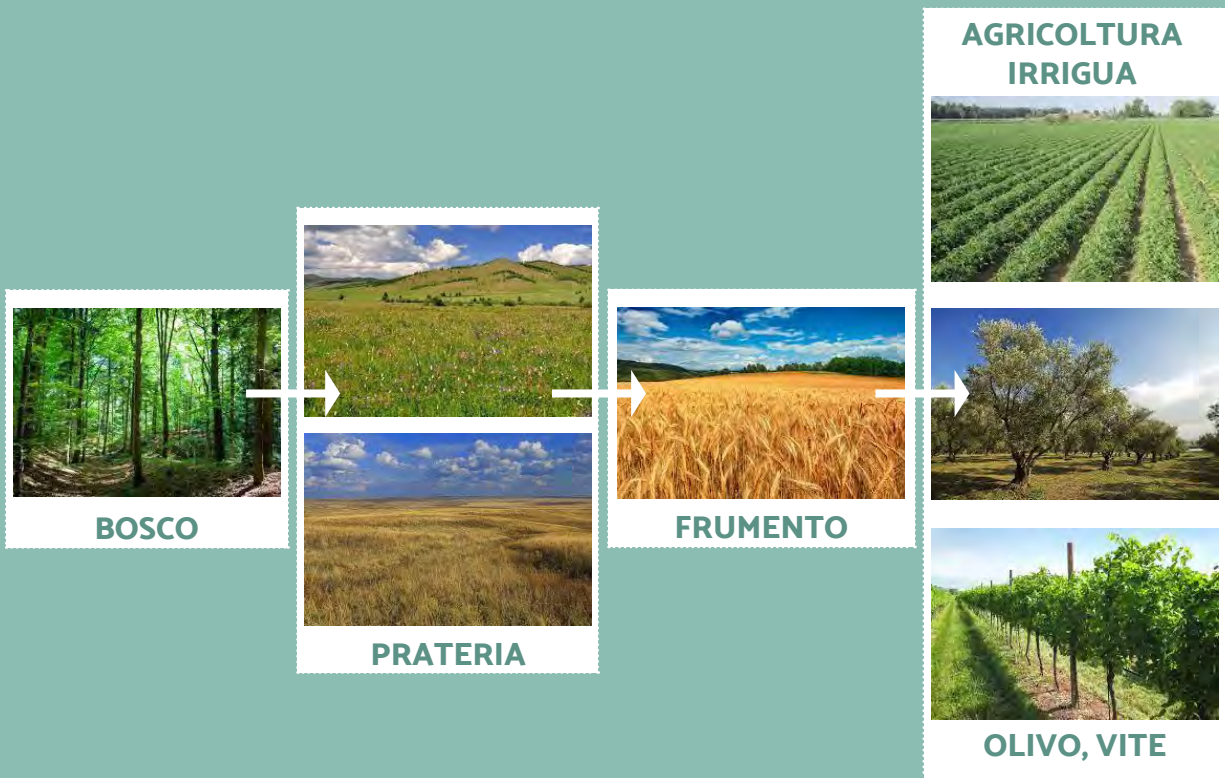 BOSCO
PRATERIA
FRUMENTO
AGRICOLTURA
IRRIGUA
OLIVO, VITE